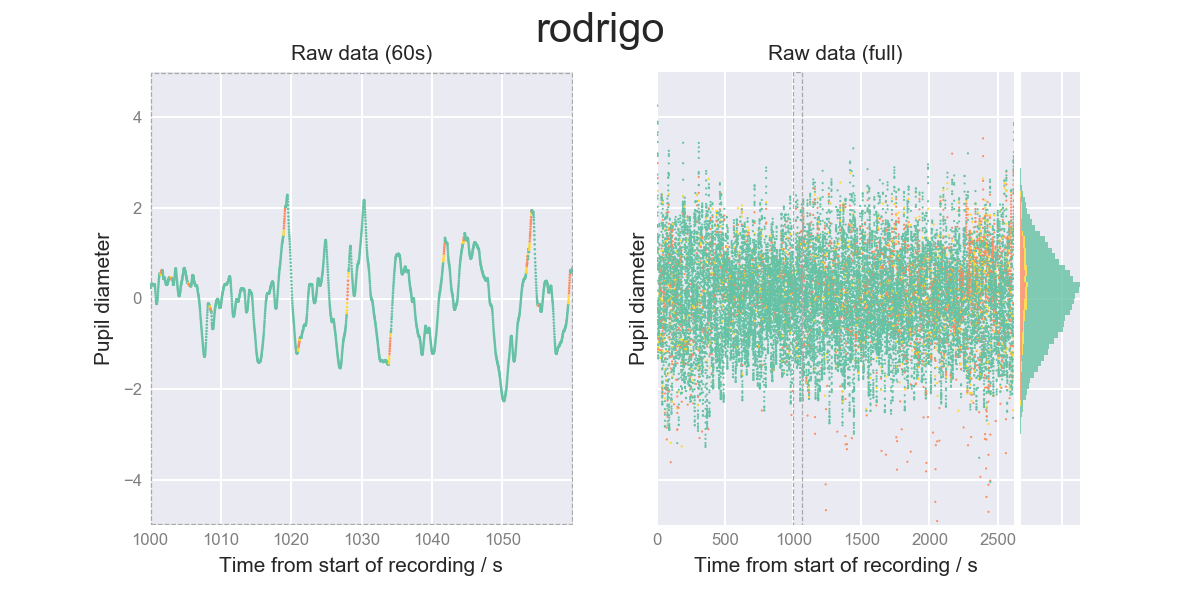 rodrigo
Raw data (60s)
Raw data (full)
Pupil diameter
4
2
0
−2
−4
1000 1010 1020 1030 1040 1050
Time from start of recording / s
Pupil diameter
0 500 1000 1500 2000 2500
Time from start of recording / s